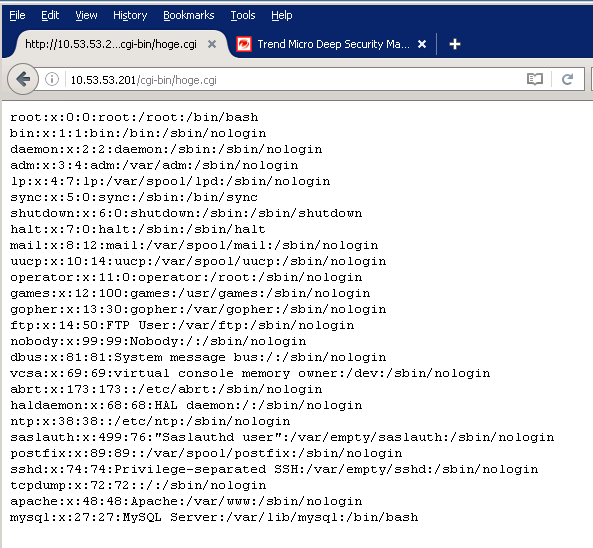 File Edit View History Bookmarks Tools Help
http://10.53.53.2...cgi-bin/hoge.cgi × Trend Micro Deep Security Ma... × +
10.53.53.201/cgi-bin/hoge.cgi
root:x:0:0:root:/root:/bin/bash
bin:x:1:1:bin:/bin:/sbin/nologin
daemon:x:2:2:daemon:/sbin:/sbin/nologin
adm:x:3:4:adm:/var/adm:/sbin/nologin
lp:x:4:7:lp:/var/spool/lpd:/sbin/nologin
sync:x:5:0:sync:/sbin:/bin/sync
shutdown:x:6:0:shutdown:/sbin:/sbin/shutdown
halt:x:7:0:halt:/sbin:/sbin/halt
mail:x:8:12:mail:/var/spool/mail:/sbin/nologin
uucp:x:10:14:uucp:/var/spool/uucp:/sbin/nologin
operator:x:11:0:operator:/root:/sbin/nologin
games:x:12:100:games:/usr/games:/sbin/nologin
gopher:x:13:30:gopher:/var/gopher:/sbin/nologin
ftp:x:14:50:FTP User:/var/ftp:/sbin/nologin
nobody:x:99:99:Nobody:/:/sbin/nologin
dbus:x:81:81:System message bus:/:/sbin/nologin
vcsa:x:69:69:virtual console memory owner:/dev:/sbin/nologin
abrt:x:173:173::/etc/abrt:/sbin/nologin
haldaemon:x:68:68:HAL daemon:/:/sbin/nologin
ntp:x:38:38::/etc/ntp:/sbin/nologin
saslauth:x:499:76:"Saslauthd user":/var/empty/saslauth:/sbin/nologin
postfix:x:89:89::/var/spool/postfix:/sbin/nologin
sshd:x:74:74:Privilege-separated SSH:/var/empty/sshd:/sbin/nologin
tcpdump:x:72:72::/:/sbin/nologin
apache:x:48:48:Apache:/var/www:/sbin/nologin
mysql:x:27:27:MySQL Server:/var/lib/mysql:/bin/bash